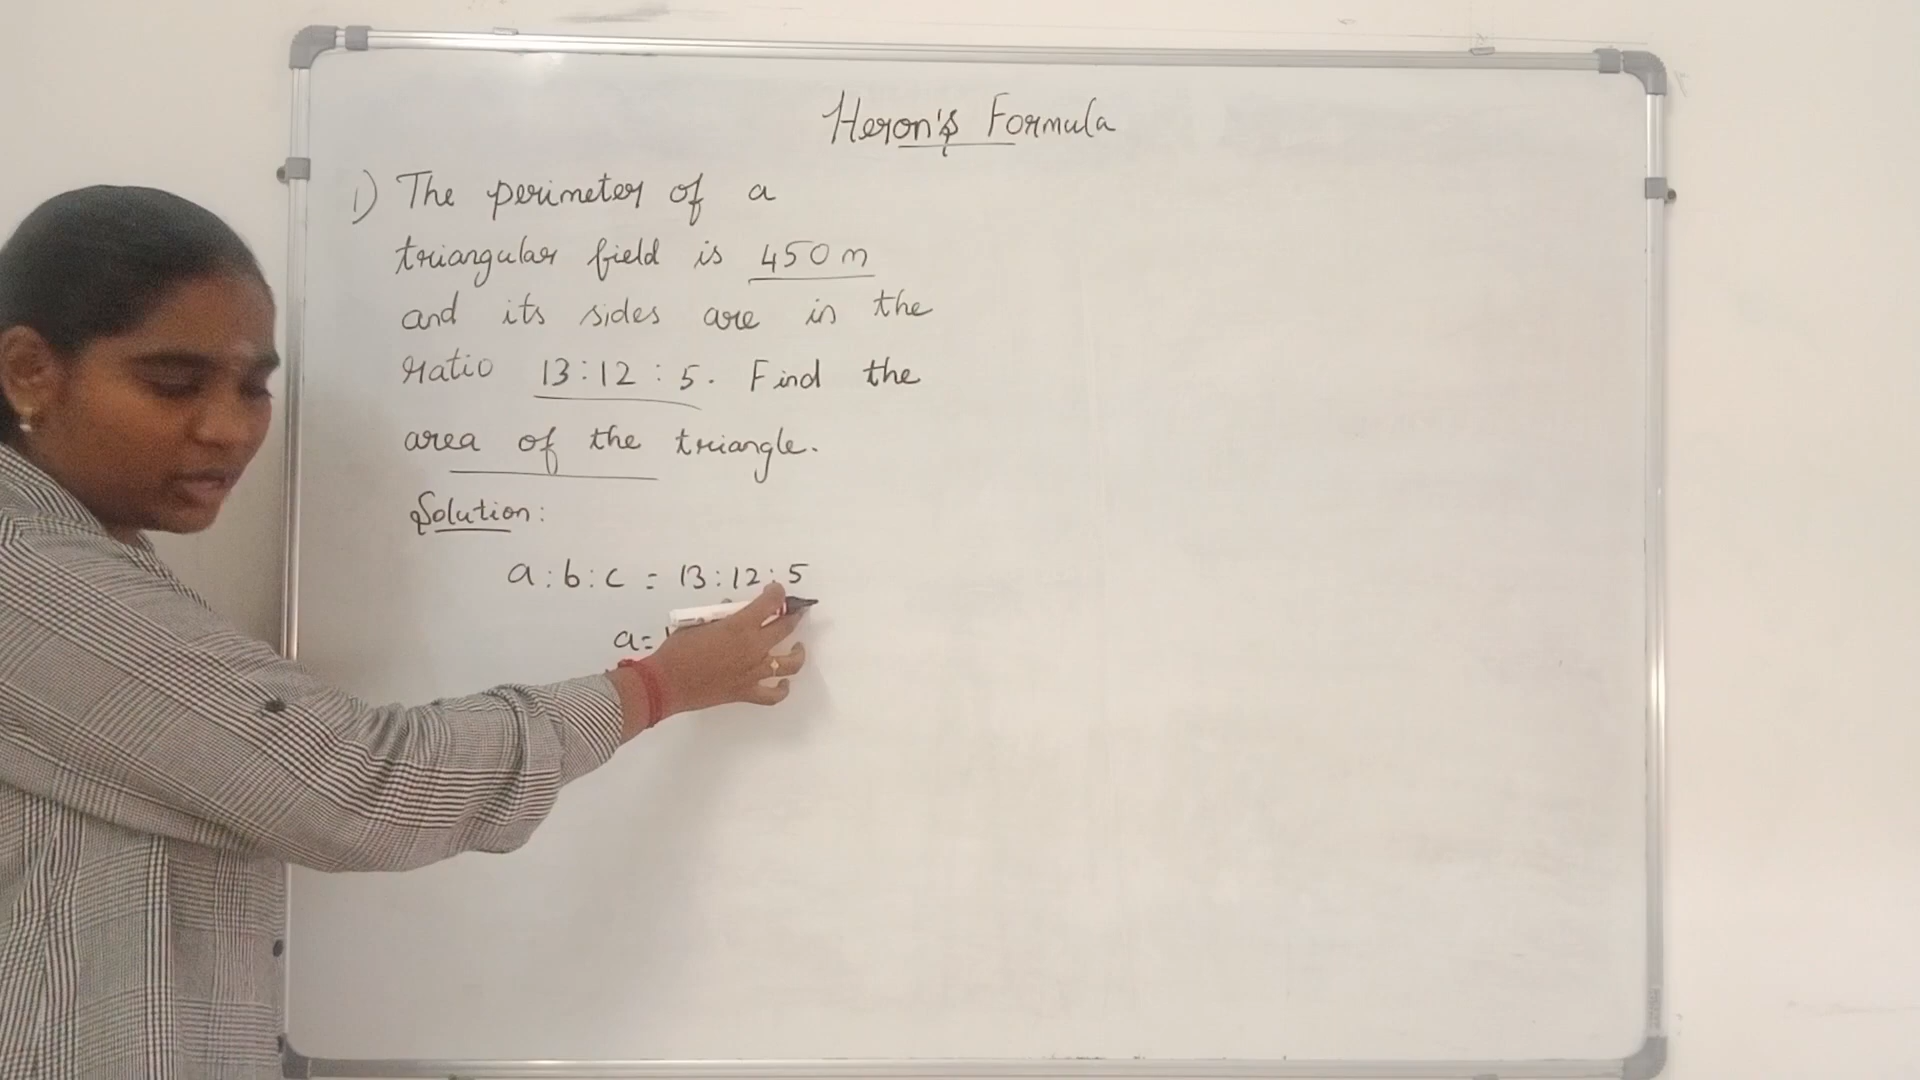 Heron's Formula
1) The perimeter of a
triangular field is 450m
and its sides are in the
ratio 13:12:5. Find the
area of the triangle.
Solution:
a:b:c = 13:12:5
a=